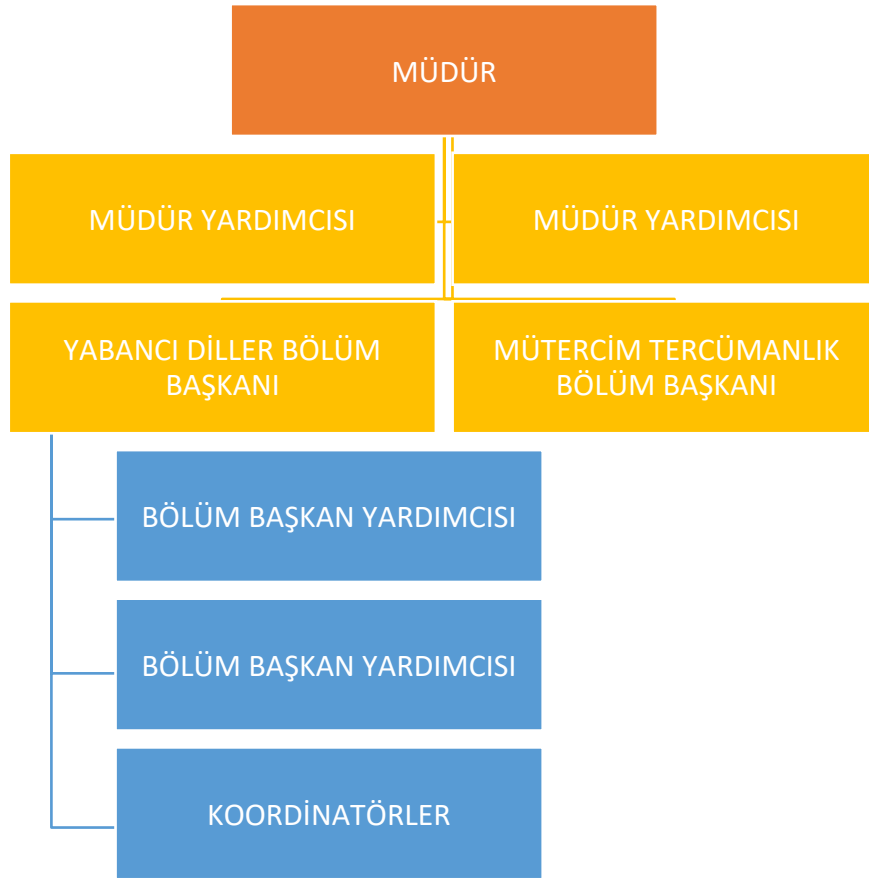 MÜDÜR
MÜDÜR YARDIMCISI
MÜDÜR YARDIMCISI
YABANCI DİLLER BÖLÜM
BAŞKANI
MÜTERCİM TERCÜMANLIK
BÖLÜM BAŞKANI
BÖLÜM BAŞKAN YARDIMCISI
BÖLÜM BAŞKAN YARDIMCISI
KOORDİNATÖRLER